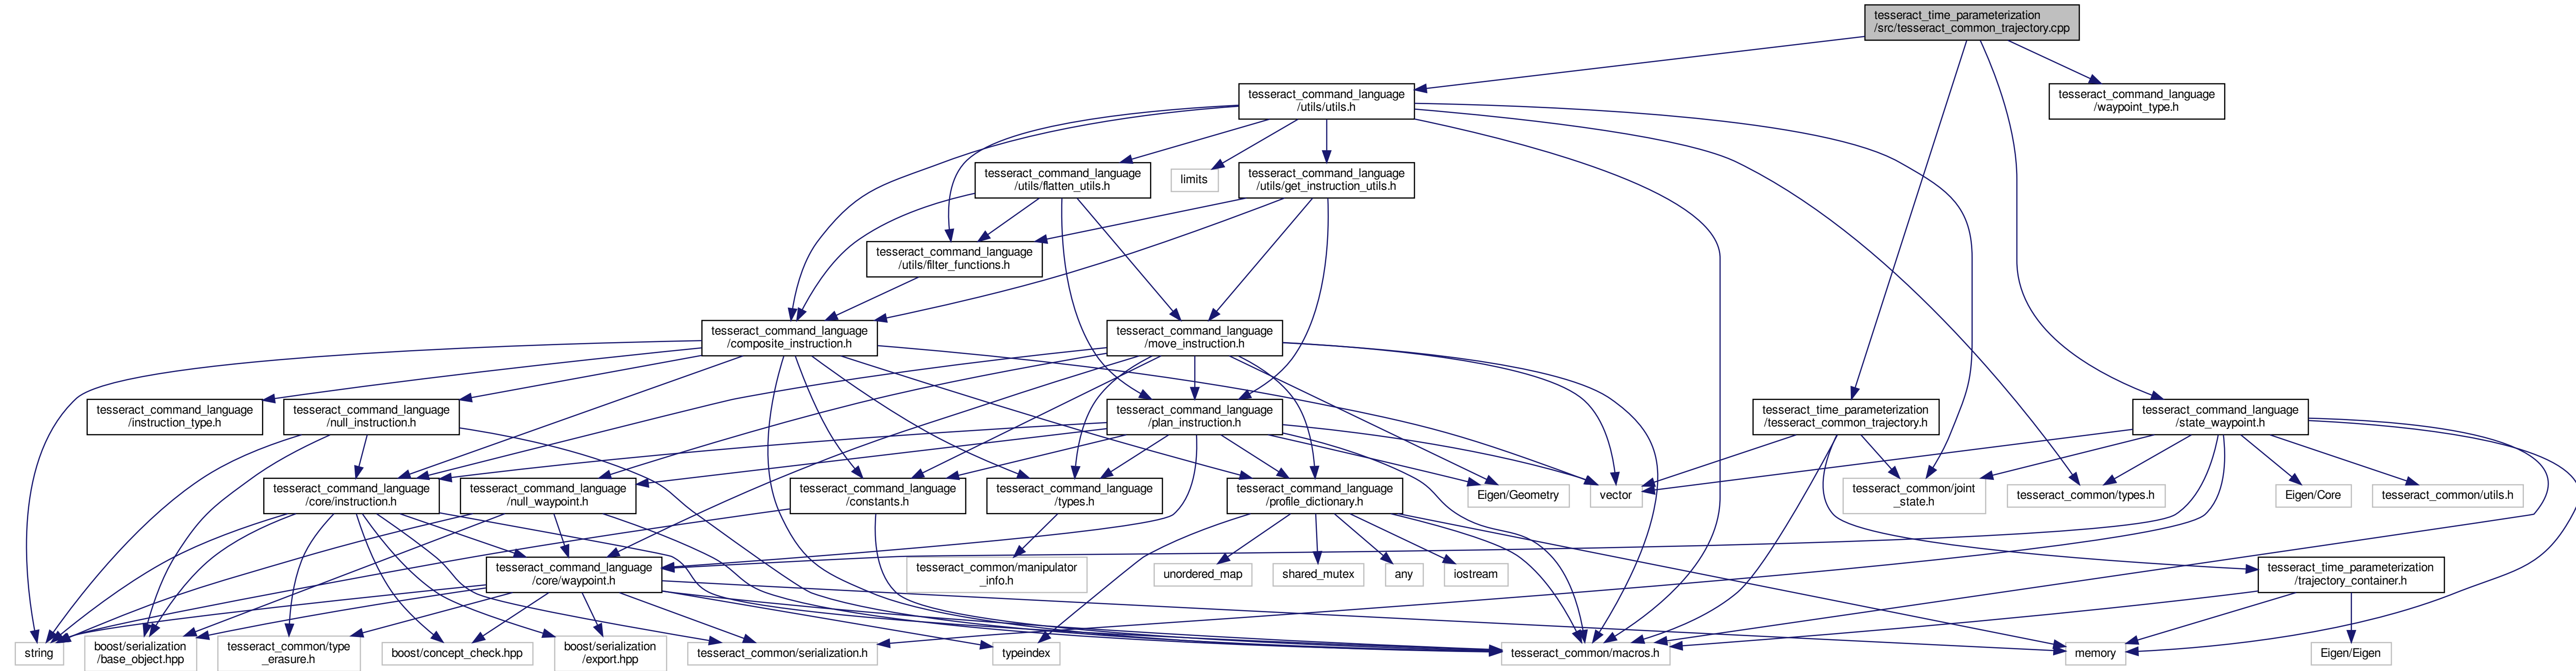 tesseract_time_parameterization
/src/tesseract_common_trajectory.cpp
tesseract_command_language
/utils/utils.h
tesseract_command_language
/waypoint_type.h
tesseract_command_language
/utils/flatten_utils.h
limits
tesseract_command_language
/utils/get_instruction_utils.h
tesseract_command_language
/utils/filter_functions.h
tesseract_command_language
/composite_instruction.h
tesseract_command_language
/move_instruction.h
tesseract_command_language
/instruction_type.h
tesseract_command_language
/null_instruction.h
tesseract_command_language
/plan_instruction.h
tesseract_time_parameterization
/tesseract_common_trajectory.h
tesseract_command_language
/state_waypoint.h
tesseract_command_language
/core/instruction.h
tesseract_command_language
/null_waypoint.h
tesseract_command_language
/constants.h
tesseract_command_language
/types.h
tesseract_command_language
/profile_dictionary.h
Eigen/Geometry
vector
tesseract_common/joint
_state.h
tesseract_common/types.h
Eigen/Core
tesseract_common/utils.h
tesseract_command_language
/core/waypoint.h
tesseract_common/manipulator
_info.h
unordered_map
shared_mutex
any
iostream
tesseract_time_parameterization
/trajectory_container.h
string
boost/serialization
/base_object.hpp
tesseract_common/type
_erasure.h
boost/concept_check.hpp
boost/serialization
/export.hpp
tesseract_common/serialization.h
typeindex
tesseract_common/macros.h
memory
Eigen/Eigen